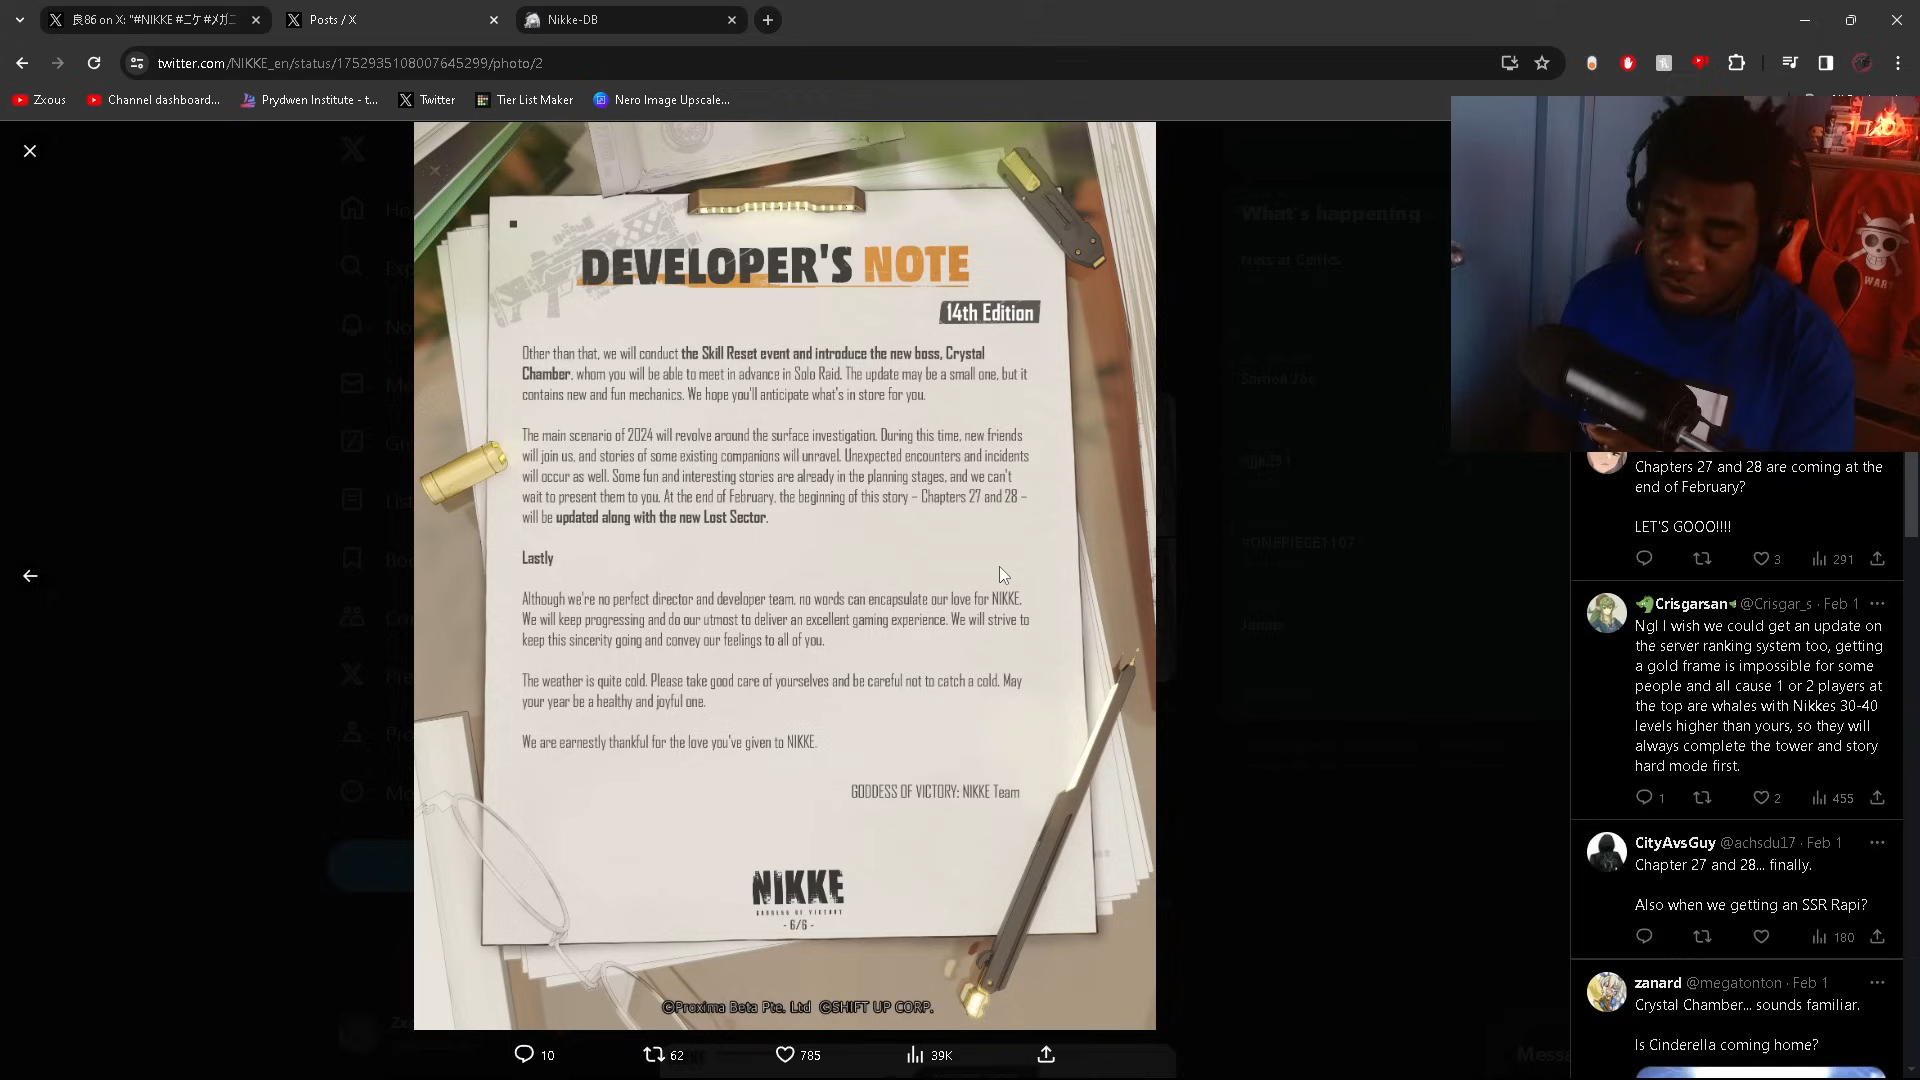 良86 on X: "#NIKKE #ニケ #メガニ
Posts / X
Nikke-DB
twitter.com/NIKKE_en/status/1752935108007645299/photo/2
Zxous
Channel dashboard...
Prydwen Institute - t...
Twitter
Tier List Maker
Nero Image Upscale...
What's happening
DEVELOPER'S NOTE
14th Edition
Other than that, we will conduct the Skill Reset event and introduce the new boss, Crystal
Chamber, whom you will be able to meet in advance in Solo Raid. The update may be a small one, but it
contains new and fun mechanics. We hope you'll anticipate what's in store for you.
The main scenario of 2024 will revolve around the surface investigation. During this time, new friends
will join us, and stories of some existing companions will unravel. Unexpected encounters and incidents
will occur as well. Some fun and interesting stories are already in the planning stages, and we can't
wait to present them to you. At the end of February, the beginning of this story – Chapters 27 and 28 –
will be updated along with the new Lost Sector.
Lastly
Although we're no perfect director and developer team, no words can encapsulate our love for NIKKE.
We will keep progressing and do our utmost to deliver an excellent gaming experience. We will strive to
keep this sincerity going and convey our feelings to all of you.
The weather is quite cold. Please take good care of yourselves and be careful not to catch a cold. May
your year be a healthy and joyful one.
We are earnestly thankful for the love you've given to NIKKE.
GODDESS OF VICTORY: NIKKE Team
NIKKE
GODDESS OF VICTORY
- 6/6 -
©Proxima Beta Pte. Ltd ©SHIFT UP CORP.
10
62
785
39K
WAR
Chapters 27 and 28 are coming at the
end of February?
LET'S GOOO!!!!
3
291
Crisgarsan @Crisgar_s · Feb 1
Ngl I wish we could get an update on
the server ranking system too, getting
a gold frame is impossible for some
people and all cause 1 or 2 players at
the top are whales with Nikkes 30-40
levels higher than yours, so they will
always complete the tower and story
hard mode first.
1
2
455
CityAvsGuy @achsdu17 · Feb 1
Chapter 27 and 28... finally.
Also when we getting an SSR Rapi?
180
zanard @megatonton · Feb 1
Crystal Chamber... sounds familiar.
Is Cinderella coming home?